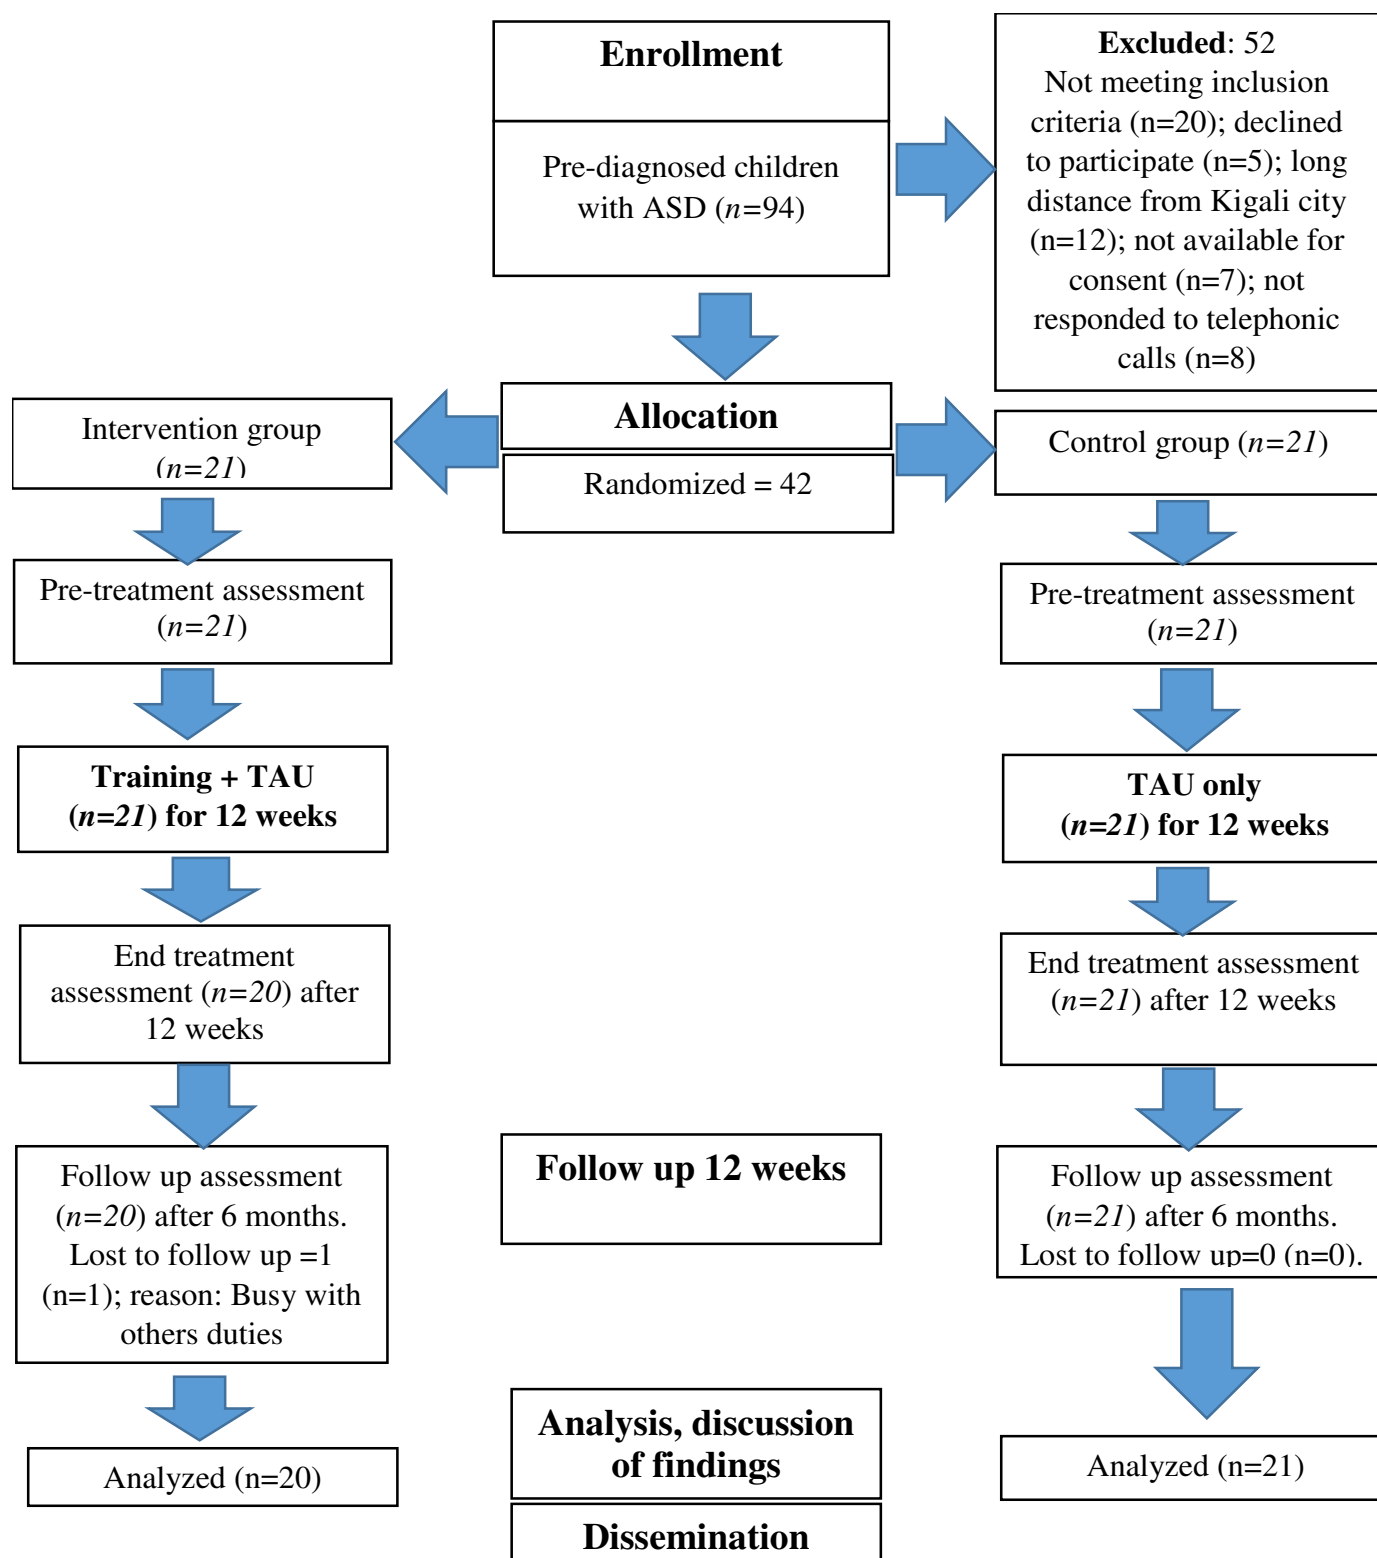 Enrollment
Pre-diagnosed children
with ASD (n=94)
Excluded: 52
Not meeting inclusion
criteria (n=20); declined
to participate (n=5); long
distance from Kigali city
(n=12); not available for
consent (n=7); not
responded to telephonic
calls (n=8)
Allocation
Randomized = 42
Intervention group
(n=21)
Control group (n=21)
Pre-treatment assessment
(n=21)
Pre-treatment assessment
(n=21)
Training + TAU
(n=21) for 12 weeks
TAU only
(n=21) for 12 weeks
End treatment
assessment (n=20) after
12 weeks
End treatment assessment
(n=21) after 12 weeks
Follow up assessment
(n=20) after 6 months.
Lost to follow up =1
(n=1); reason: Busy with
others duties
Follow up 12 weeks
Follow up assessment
(n=21) after 6 months.
Lost to follow up=0 (n=0).
Analyzed (n=20)
Analysis, discussion
of findings
Analyzed (n=21)
Dissemination